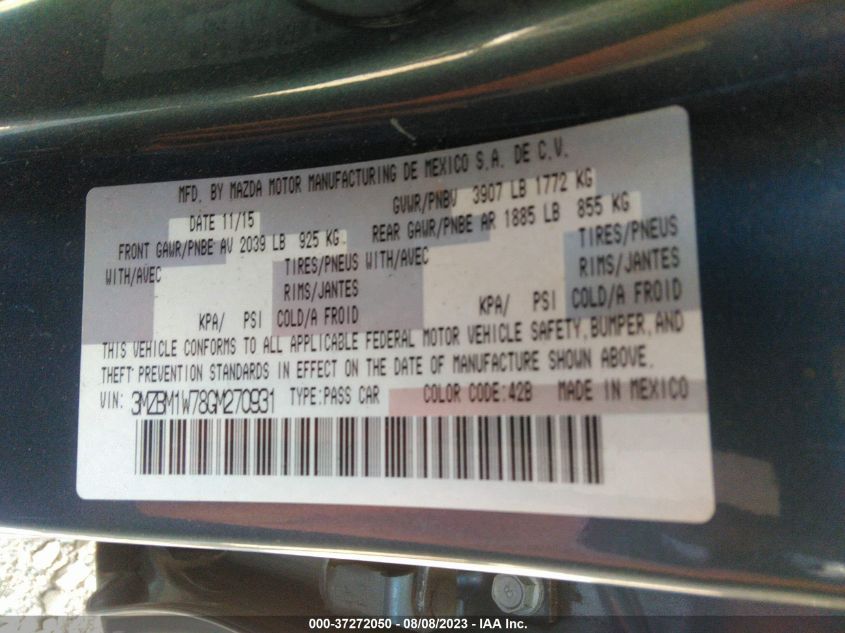 MFD. BY MAZDA MOTOR MANUFACTURING DE MEXICO S.A. DE C.V.
DATE 11/15 GVWR/PNBV 3907 LB 1772 KG
FRONT GAWR/PNBE AV 2039 LB 925 KG REAR GAWR/PNBE AR 1885 LB 855 KG
WITH/AVEC TIRES/PNEUS WITH/AVEC TIRES/PNEUS
RIMS/JANTES RIMS/JANTES
KPA/ PSI COLD/A FROID KPA/ PSI COLD/A FROID
THIS VEHICLE CONFORMS TO ALL APPLICABLE FEDERAL MOTOR VEHICLE SAFETY, BUMPER, AND
THEFT PREVENTION STANDARDS IN EFFECT ON THE DATE OF MANUFACTURE SHOWN ABOVE.
VIN: 3MZBM1W78GM270931 TYPE:PASS CAR COLOR CODE:42B MADE IN MEXICO
000-37272050 - 08/08/2023 - IAA Inc.